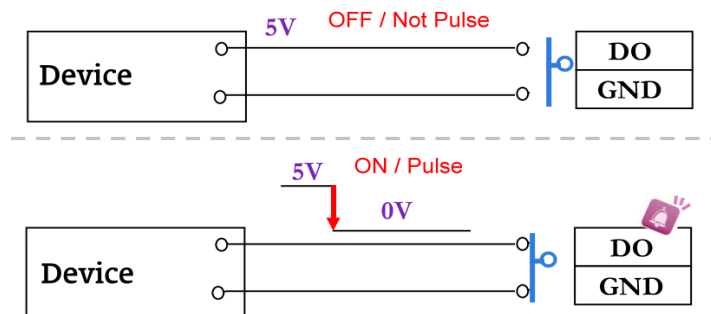 5V OFF / Not Pulse
Device
DO
GND
5V ON / Pulse
0V
Device
DO
GND